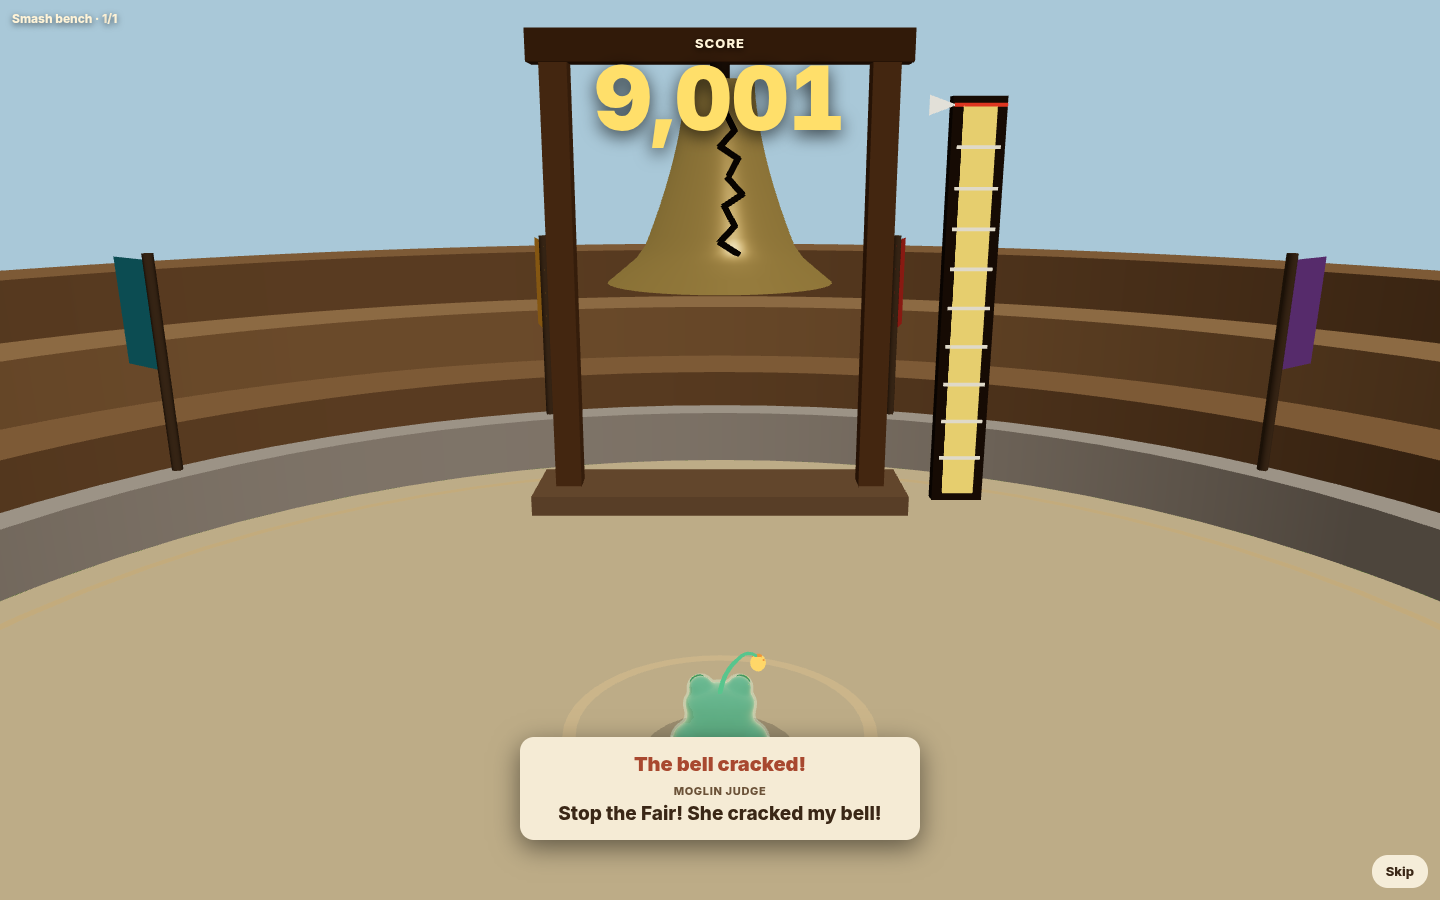 Smash bench · 1/1
SCORE
9,001
The bell cracked!
MOGLIN JUDGE
Stop the Fair! She cracked my bell!
Skip